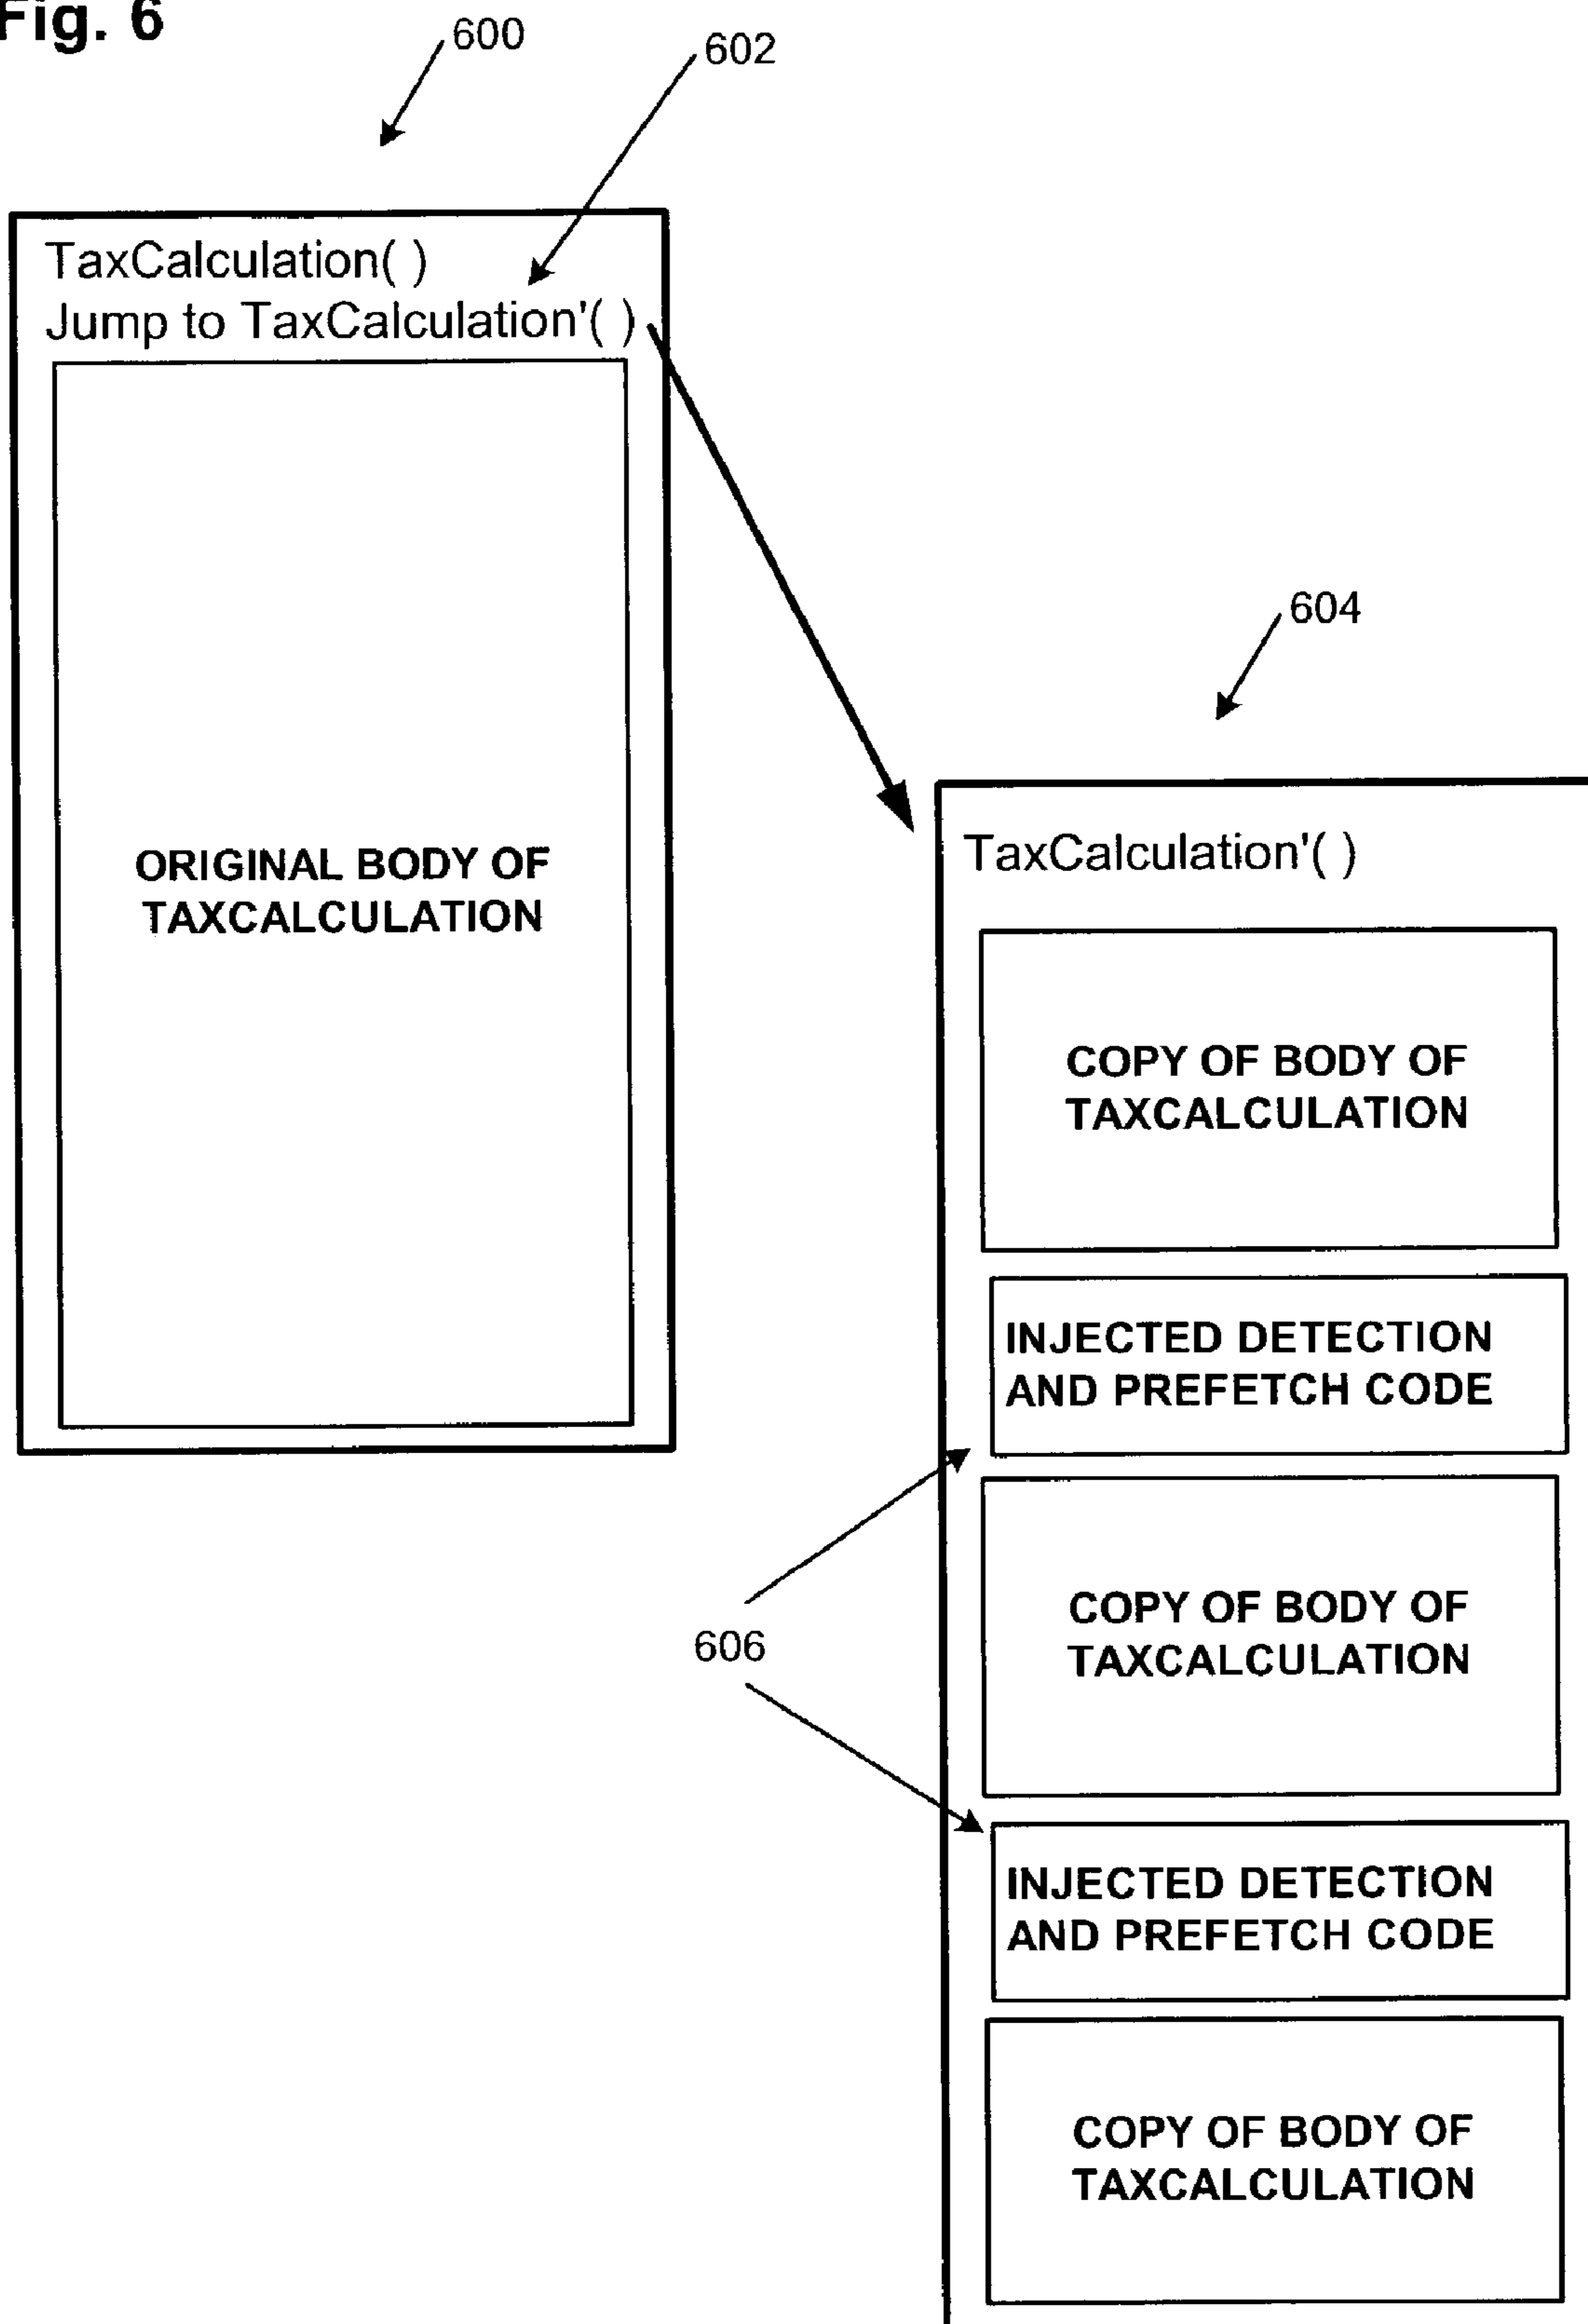 Fig. 6
600
602
TaxCalculation( )
Jump to TaxCalculation'( )
ORIGINAL BODY OF
TAXCALCULATION
604
TaxCalculation'( )
COPY OF BODY OF
TAXCALCULATION
INJECTED DETECTION
AND PREFETCH CODE
COPY OF BODY OF
TAXCALCULATION
606
INJECTED DETECTION
AND PREFETCH CODE
COPY OF BODY OF
TAXCALCULATION